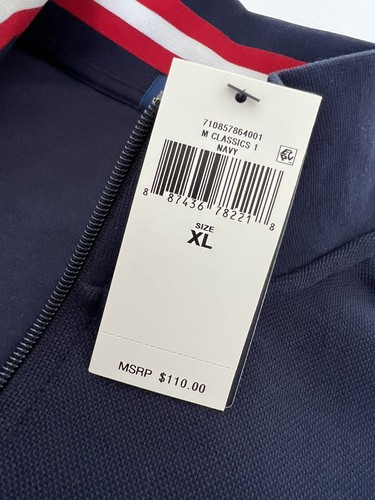 710857864001
M CLASSICS 1
NAVY
8 87436 78221 8
SIZE
XL
MSRP $110.00